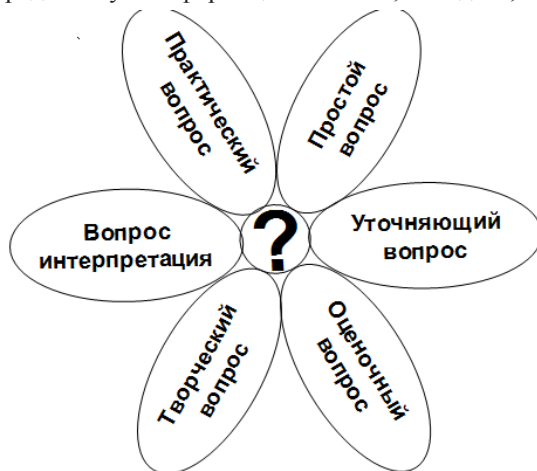 Практический
вопрос
Простой
вопрос
Вопрос
интерпретация
?
Уточняющий
вопрос
Творческий
вопрос
Оценочный
вопрос